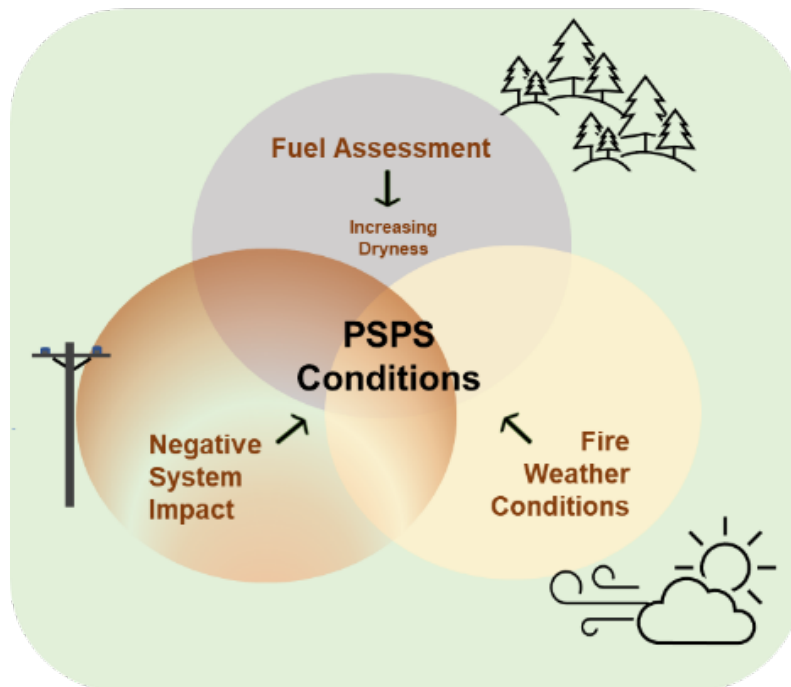 Fuel Assessment
Increasing
Dryness
PSPS
Conditions
Negative
System
Impact
Fire
Weather
Conditions